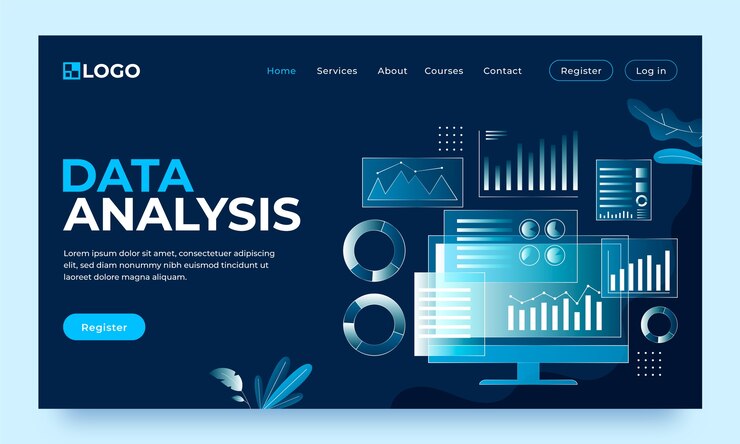 LOGO
Home Services About Courses Contact Register Log in
DATA
ANALYSIS
Lorem ipsum dolor sit amet, consectetuer adipiscing
elit, sed diam nonummy nibh euismod tincidunt ut
laoreet dolore magna aliquam.
Register